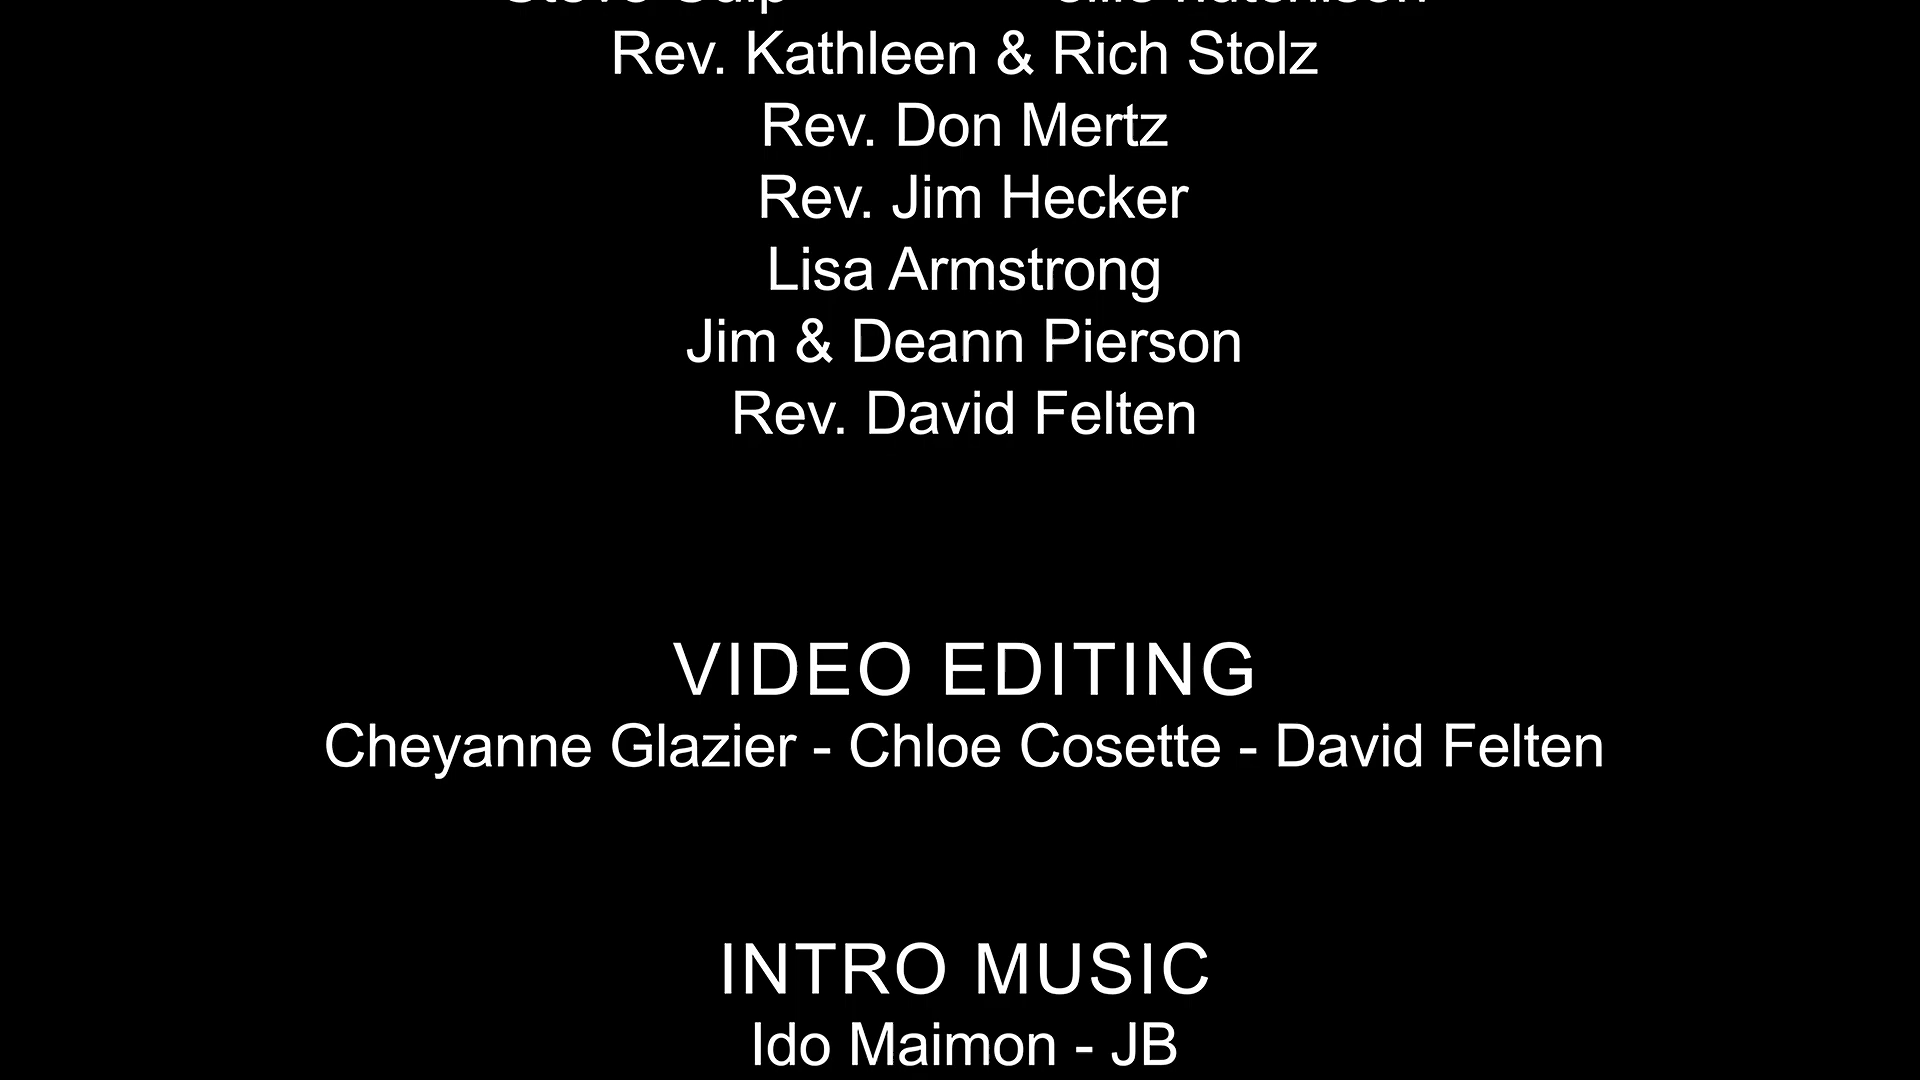 Rev. Kathleen & Rich Stolz
Rev. Don Mertz
Rev. Jim Hecker
Lisa Armstrong
Jim & Deann Pierson
Rev. David Felten
VIDEO EDITING
Cheyanne Glazier - Chloe Cosette - David Felten
INTRO MUSIC
Ido Maimon - JB